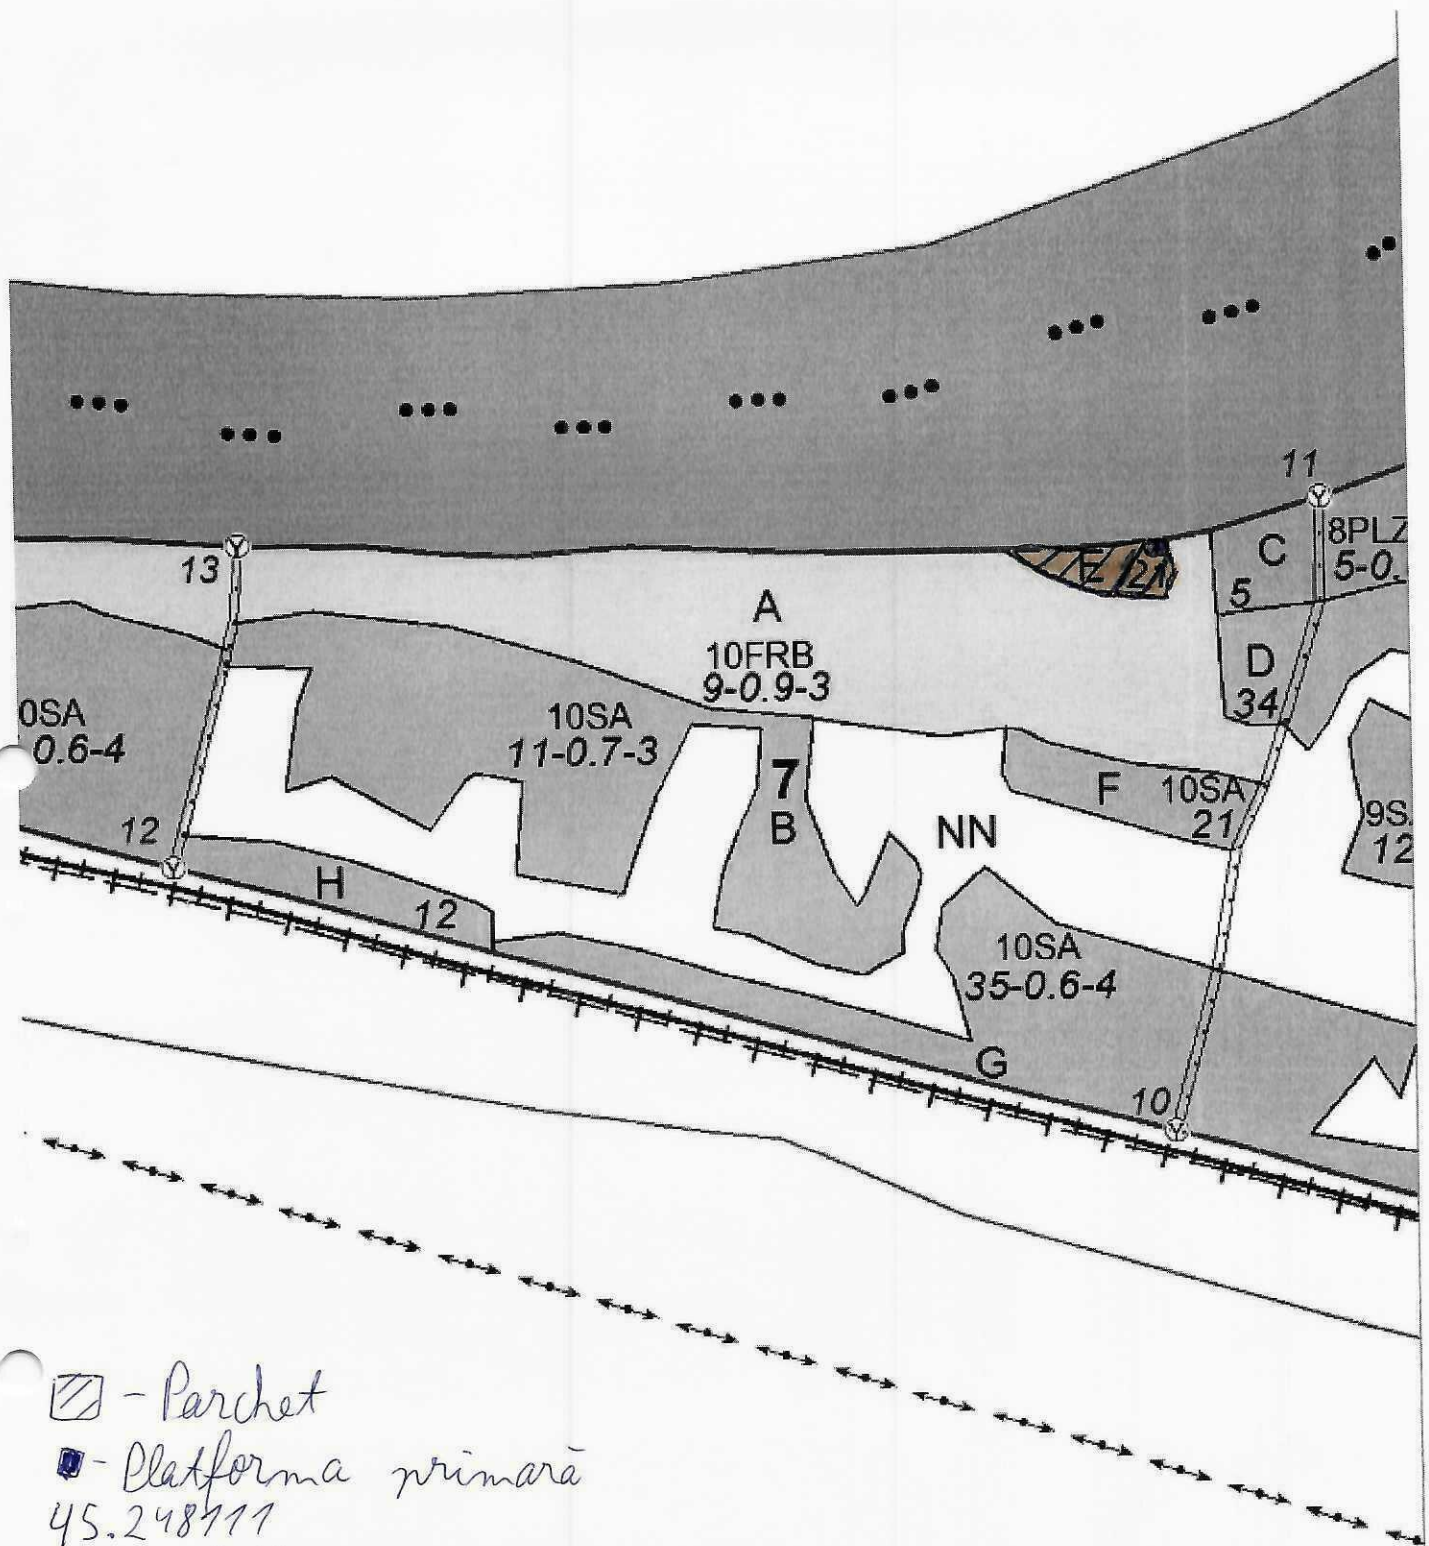 11
8PLZ
5-0.
C
5
13
E 21
A
10FRB
9-0.9-3
D
34
0SA
0.6-4
10SA
11-0.7-3
7
B
NN
F
10SA
21
9S
12
12
H
12
10SA
35-0.6-4
G
10
- Parchet
- Platforma primară
45.248111